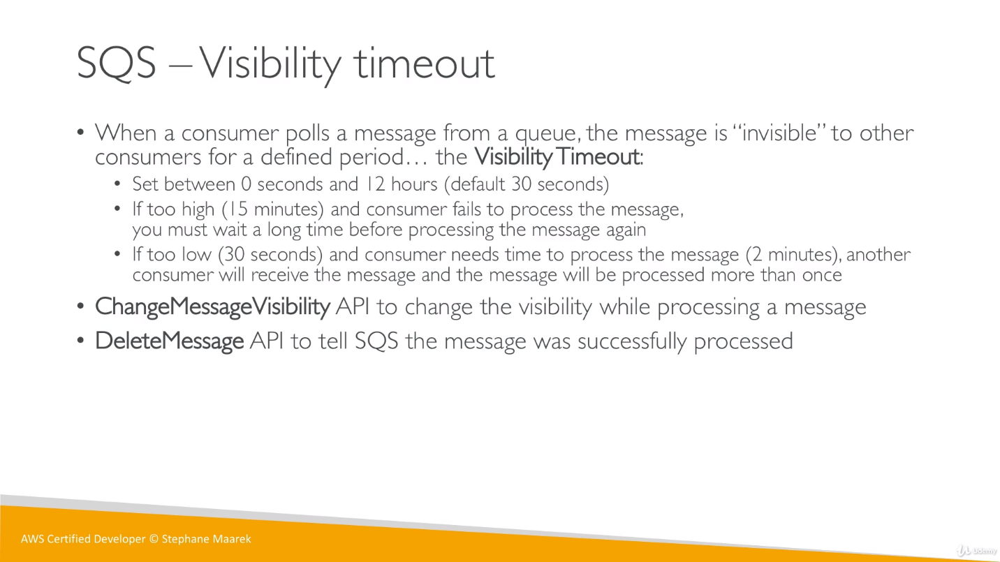 SQS – Visibility timeout
• When a consumer polls a message from a queue, the message is “invisible” to other
consumers for a defined period… the Visibility Timeout:
• Set between 0 seconds and 12 hours (default 30 seconds)
• If too high (15 minutes) and consumer fails to process the message,
you must wait a long time before processing the message again
• If too low (30 seconds) and consumer needs time to process the message (2 minutes), another
consumer will receive the message and the message will be processed more than once
• ChangeMessageVisibility API to change the visibility while processing a message
• DeleteMessage API to tell SQS the message was successfully processed
AWS Certified Developer © Stephane Maarek
Udemy